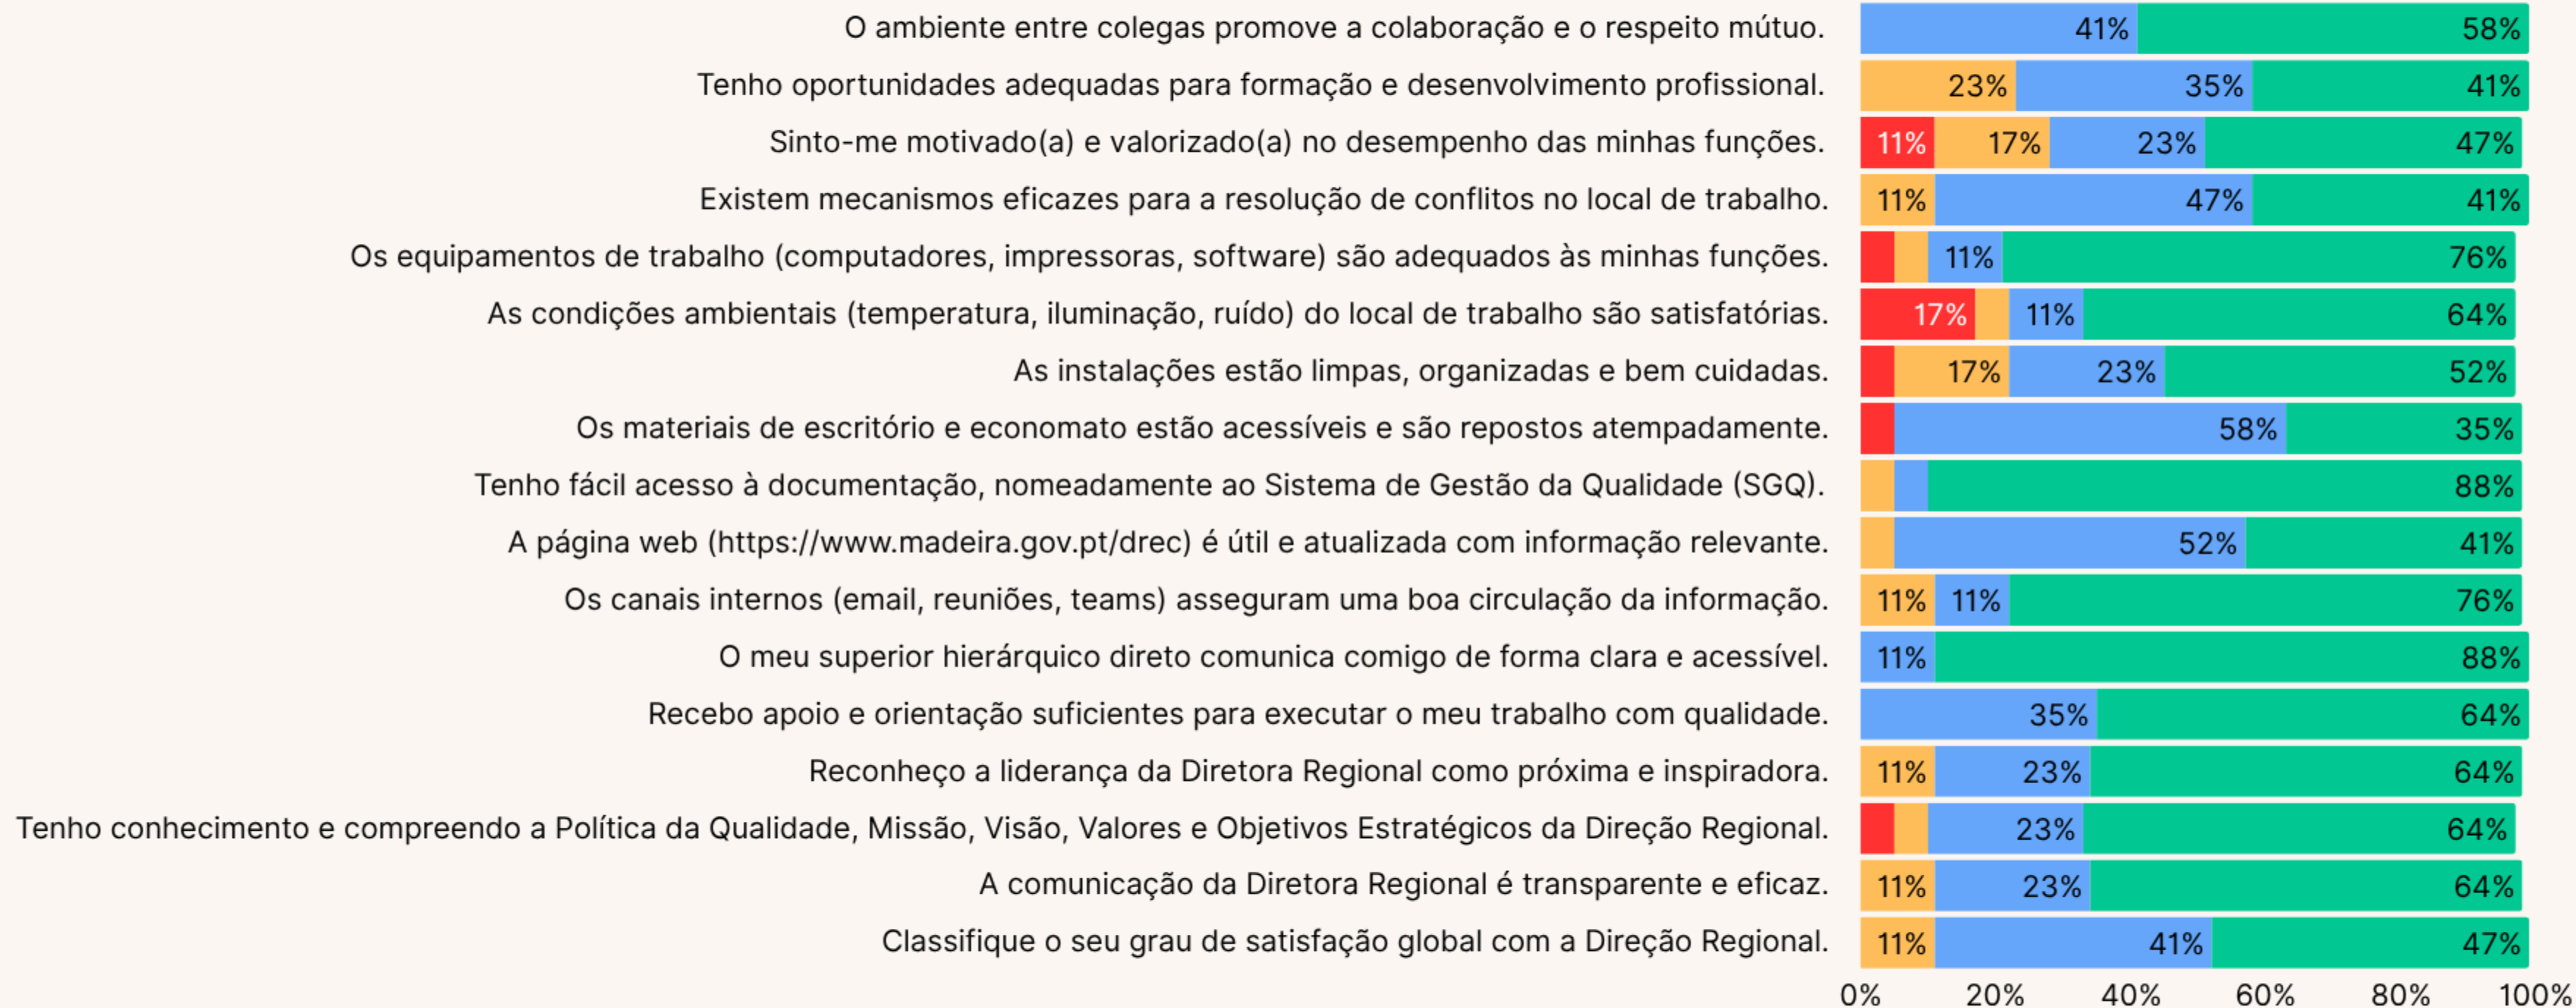 O ambiente entre colegas promove a colaboração e o respeito mútuo. 41% 58%
Tenho oportunidades adequadas para formação e desenvolvimento profissional. 23% 35% 41%
Sinto-me motivado(a) e valorizado(a) no desempenho das minhas funções. 11% 17% 23% 47%
Existem mecanismos eficazes para a resolução de conflitos no local de trabalho. 11% 47% 41%
Os equipamentos de trabalho (computadores, impressoras, software) são adequados às minhas funções. 11% 76%
As condições ambientais (temperatura, iluminação, ruído) do local de trabalho são satisfatórias. 17% 11% 64%
As instalações estão limpas, organizadas e bem cuidadas. 17% 23% 52%
Os materiais de escritório e economato estão acessíveis e são repostos atempadamente. 58% 35%
Tenho fácil acesso à documentação, nomeadamente ao Sistema de Gestão da Qualidade (SGQ). 88%
A página web (https://www.madeira.gov.pt/drec) é útil e atualizada com informação relevante. 52% 41%
Os canais internos (email, reuniões, teams) asseguram uma boa circulação da informação. 11% 11% 76%
O meu superior hierárquico direto comunica comigo de forma clara e acessível. 11% 88%
Recebo apoio e orientação suficientes para executar o meu trabalho com qualidade. 35% 64%
Reconheço a liderança da Diretora Regional como próxima e inspiradora. 11% 23% 64%
Tenho conhecimento e compreendo a Política da Qualidade, Missão, Visão, Valores e Objetivos Estratégicos da Direção Regional. 23% 64%
A comunicação da Diretora Regional é transparente e eficaz. 11% 23% 64%
Classifique o seu grau de satisfação global com a Direção Regional. 11% 41% 47%
0% 20% 40% 60% 80% 100%